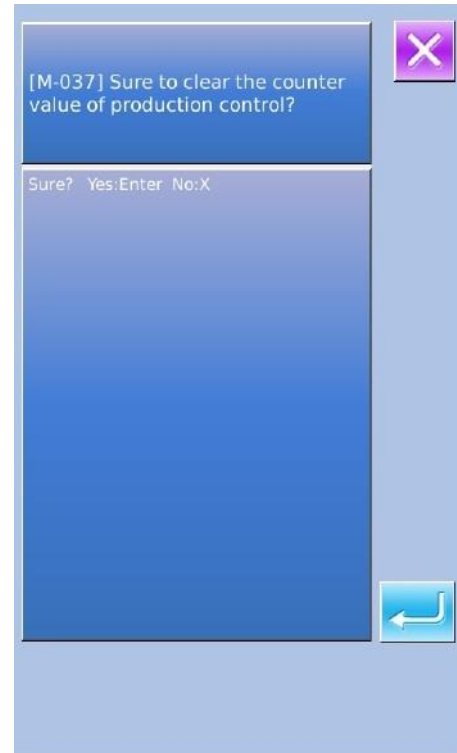 [M-037] Sure to clear the counter
value of production control?
Sure? Yes:Enter No:X